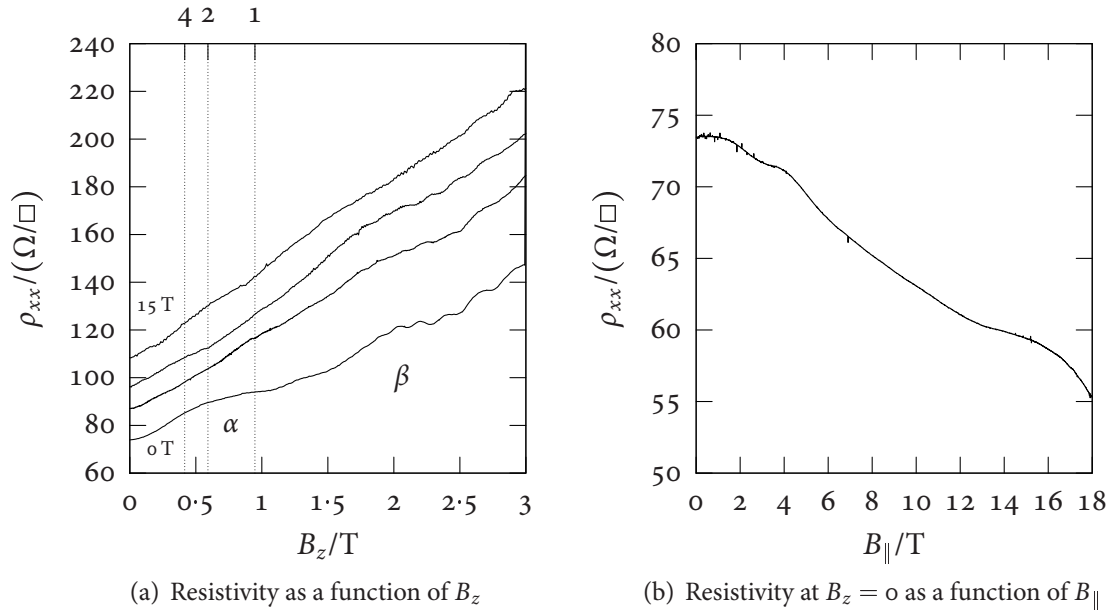 4 2 1
240
220
200
180
160
140
120
100
80
60
ρxx/(Ω/□)
15 T
0 T
α
β
0 0·5 1 1·5 2 2·5 3
Bz/T
(a) Resistivity as a function of Bz
80
75
70
65
60
55
50
ρxx/(Ω/□)
0 2 4 6 8 10 12 14 16 18
B∥/T
(b) Resistivity at Bz = 0 as a function of B∥